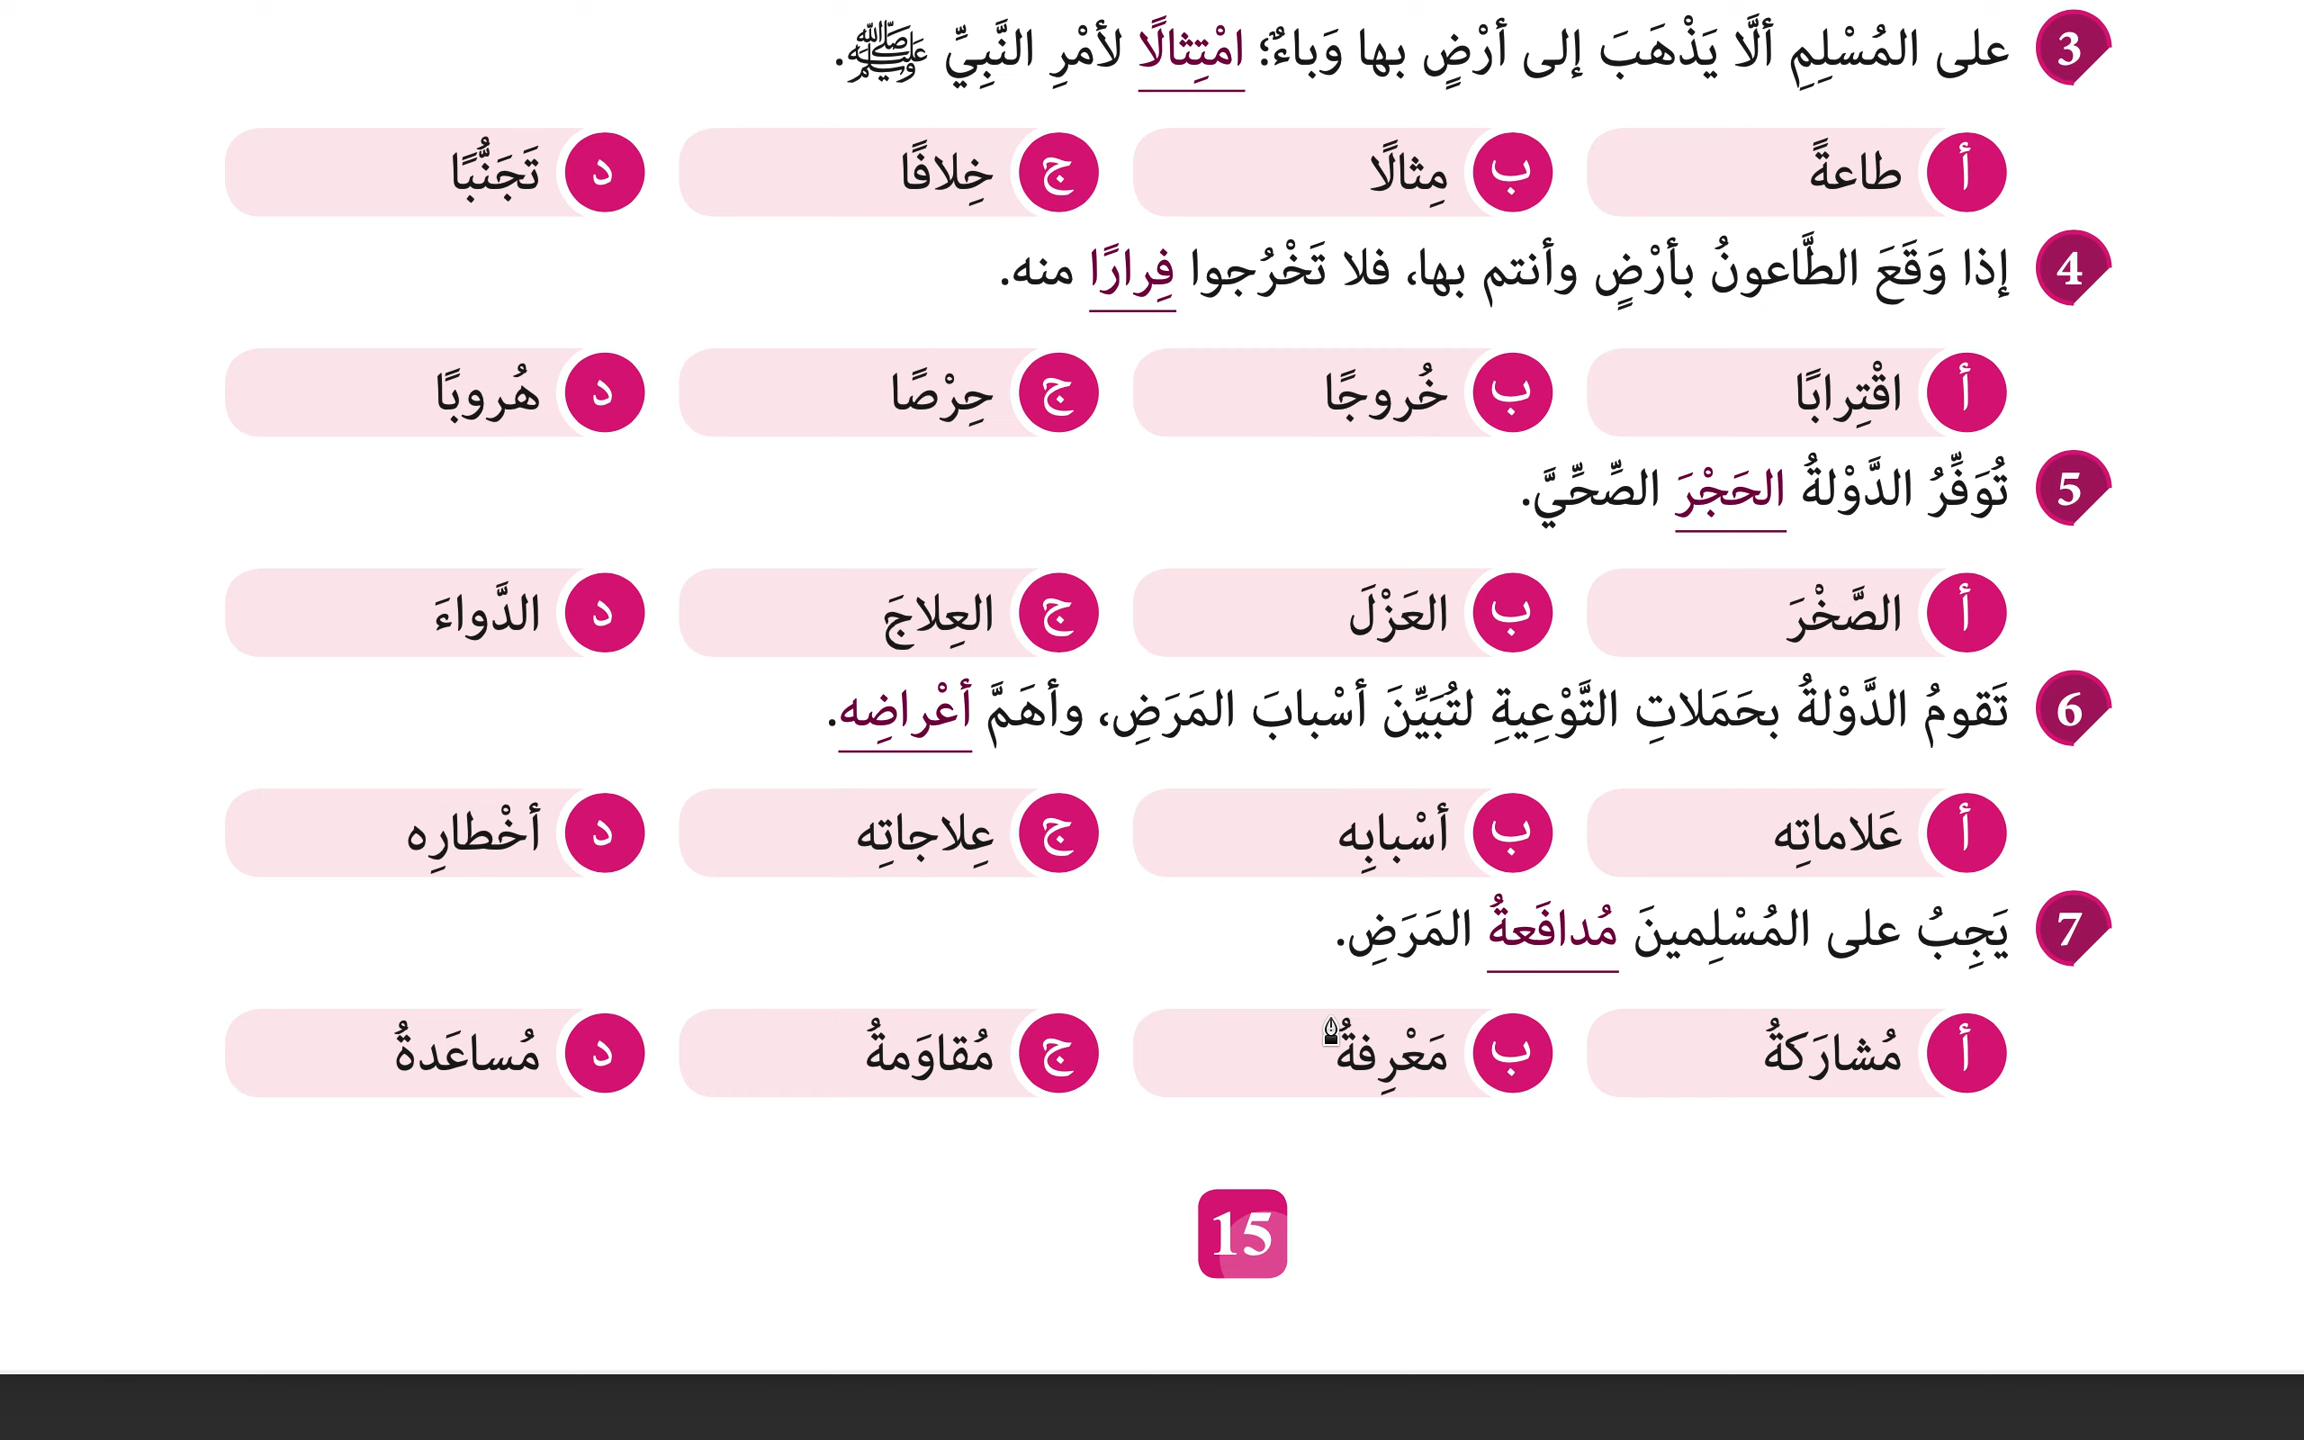 3 على المُسْلِمِ ألَّا يَذْهَبَ إلى أرْضٍ بها وَباءٌ؛ امْتِثالًا لأمْرِ النَّبِيِّ ﷺ.
أ طاعةً ب مِثالًا ج خِلافًا د تَجَنُّبًا
4 إذا وَقَعَ الطَّاعونُ بأرْضٍ وأنتم بها، فلا تَخْرُجوا فِرارًا منه.
أ اقْتِرابًا ب خُروجًا ج حِرْصًا د هُروبًا
5 تُوَفِّرُ الدَّوْلةُ الحَجْرَ الصِّحِّيَّ.
أ الصَّخْرَ ب العَزْلَ ج العِلاجَ د الدَّواءَ
6 تَقومُ الدَّوْلةُ بحَمَلاتِ التَّوْعِيةِ لتُبَيِّنَ أسْبابَ المَرَضِ، وأهَمَّ أعْراضِه.
أ عَلاماتِه ب أسْبابِه ج عِلاجاتِه د أخْطارِه
7 يَجِبُ على المُسْلِمينَ مُدافَعةُ المَرَضِ.
أ مُشارَكةُ ب مَعْرِفةُ ج مُقاوَمةُ د مُساعَدةُ
15